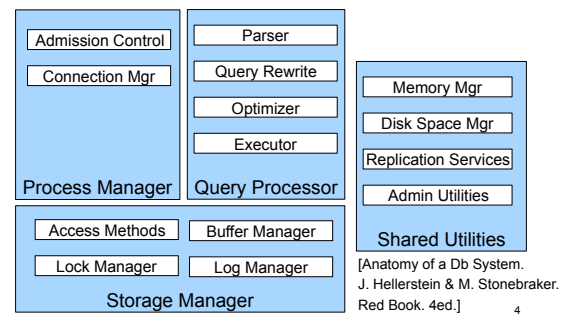 Admission Control
Connection Mgr
Process Manager
Parser
Query Rewrite
Optimizer
Executor
Query Processor
Memory Mgr
Disk Space Mgr
Replication Services
Admin Utilities
Shared Utilities
Access Methods
Buffer Manager
Lock Manager
Log Manager
Storage Manager
[Anatomy of a Db System.
J. Hellerstein & M. Stonebraker.
Red Book. 4ed.]
4